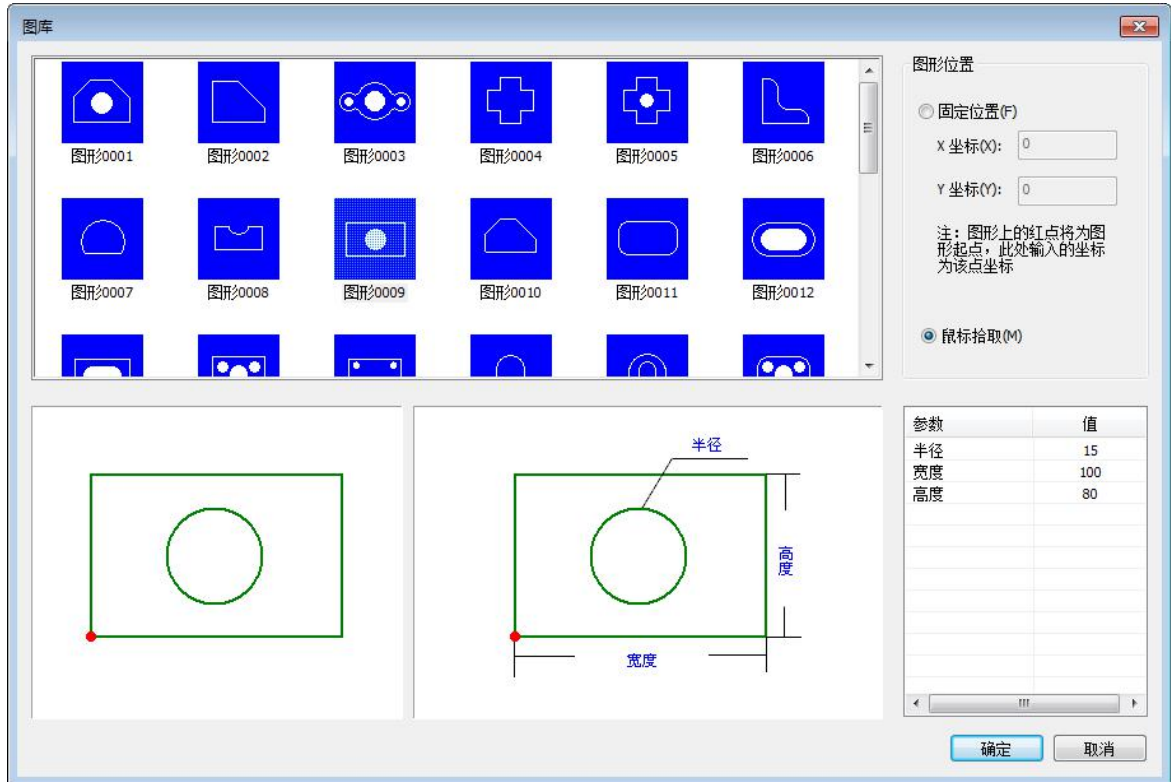 图库
图形0001
图形0002
图形0003
图形0004
图形0005
图形0006
图形0007
图形0008
图形0009
图形0010
图形0011
图形0012
图形位置
固定位置(F)
X 坐标(X):
0
Y 坐标(Y):
0
注：图形上的红点将为图
形起点，此处输入的坐标
为该点坐标
鼠标拾取(M)
半径
高度
宽度
参数 值
半径 15
宽度 100
高度 80
确定
取消